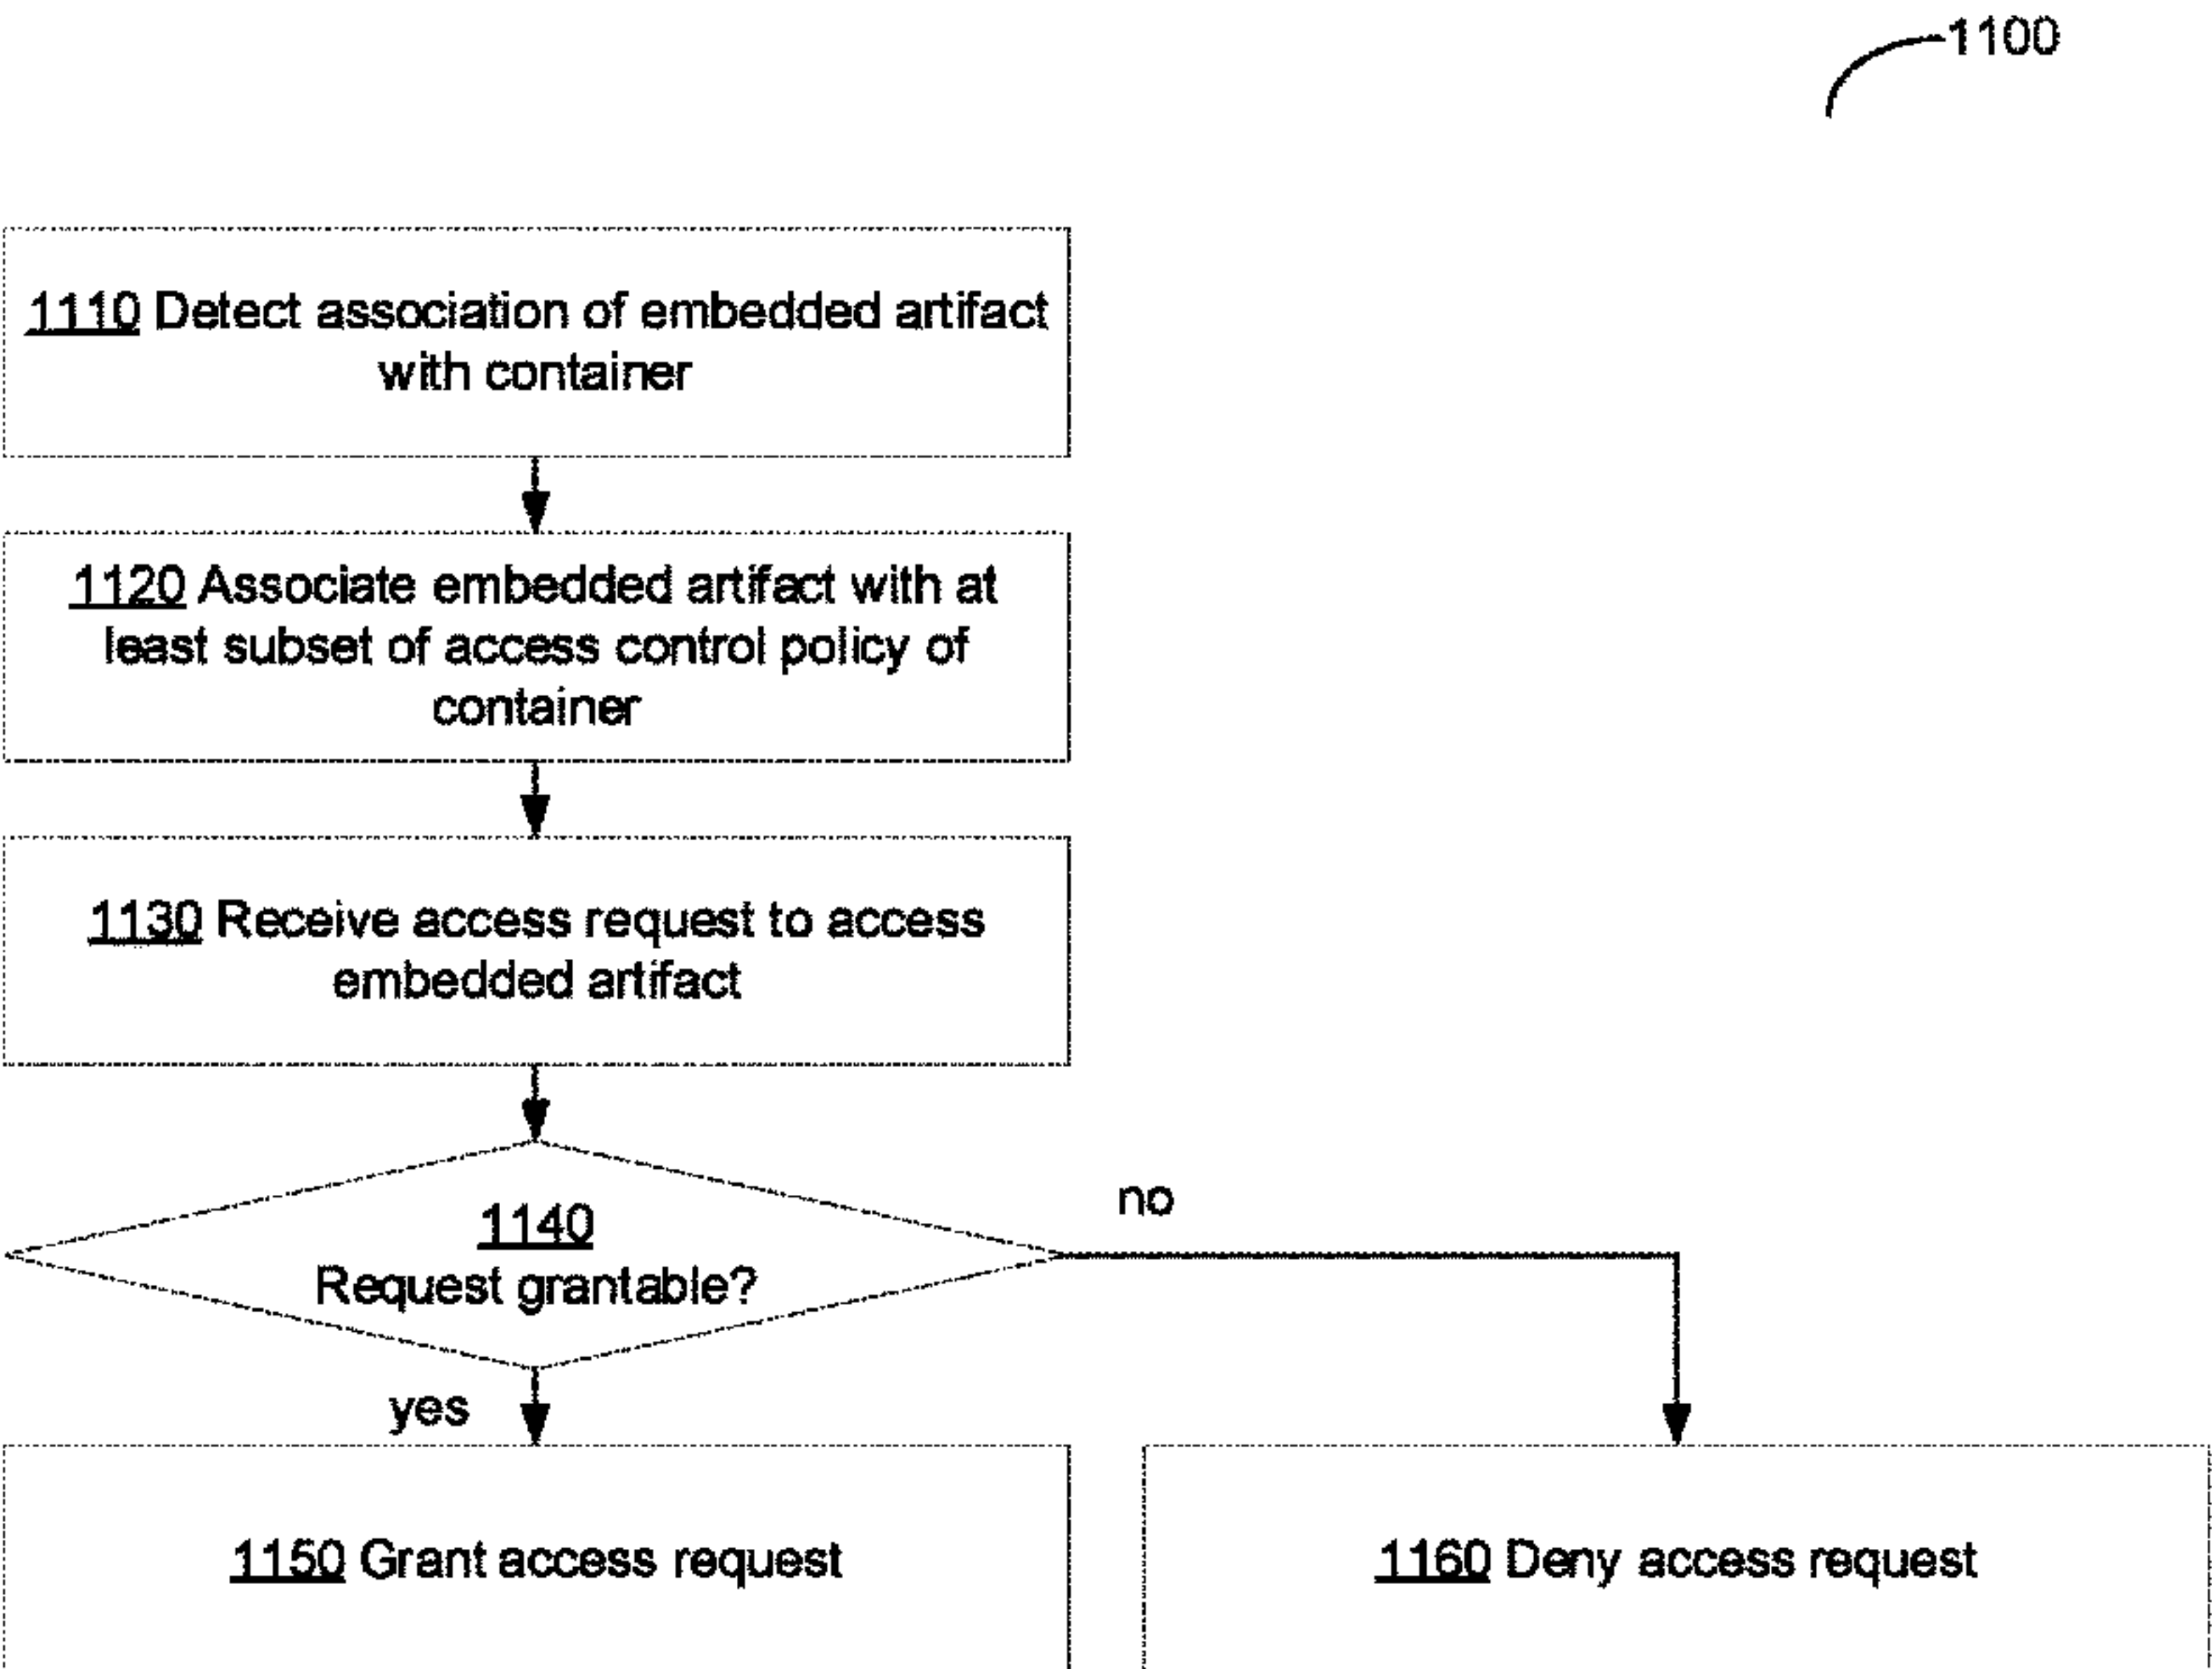 1100
1110 Detect association of embedded artifact
with container
1120 Associate embedded artifact with at
least subset of access control policy of
container
1130 Receive access request to access
embedded artifact
1140
Request grantable?
no
yes
1150 Grant access request
1160 Deny access request